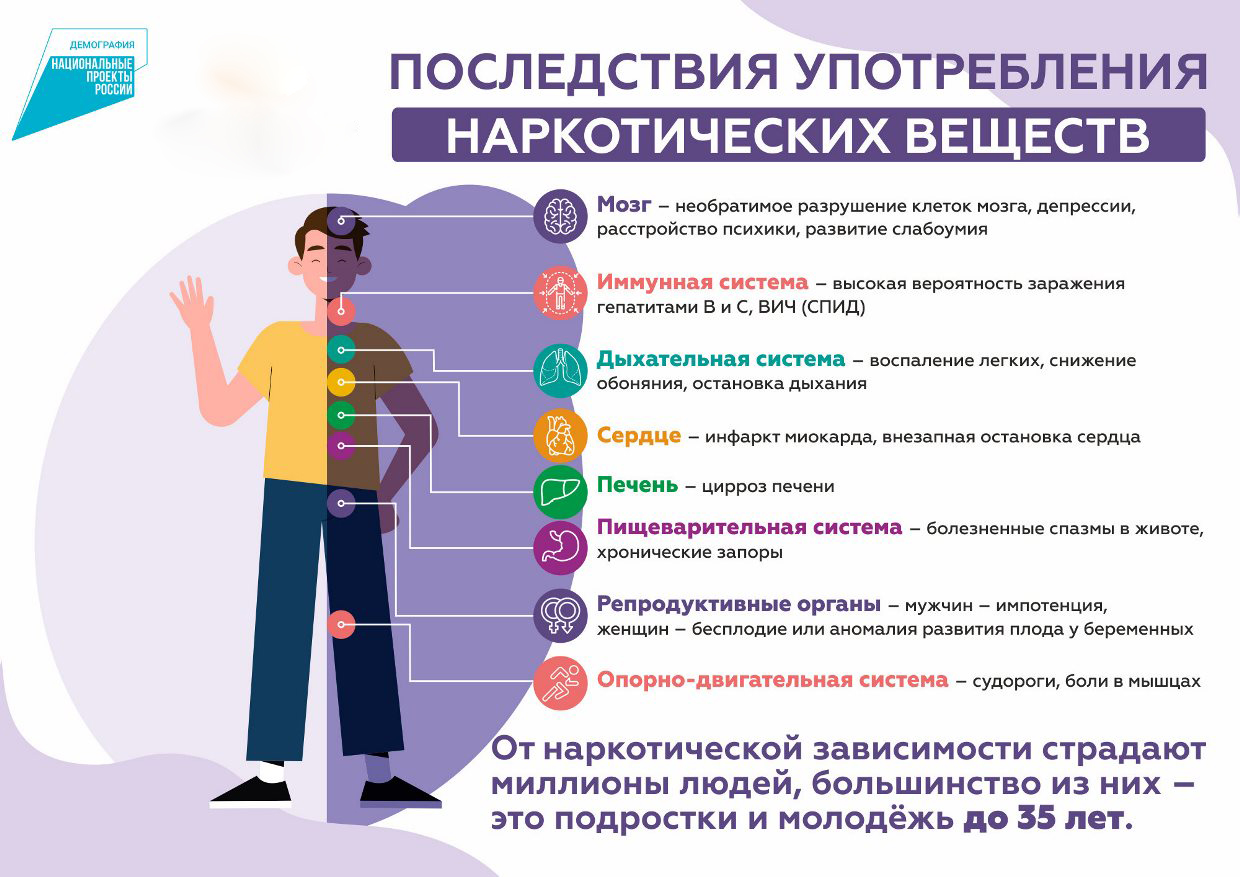 ДЕМОГРАФИЯ
НАЦИОНАЛЬНЫЕ
ПРОЕКТЫ
РОССИИ
ПОСЛЕДСТВИЯ УПОТРЕБЛЕНИЯ
НАРКОТИЧЕСКИХ ВЕЩЕСТВ
Мозг – необратимое разрушение клеток мозга, депрессии,
расстройство психики, развитие слабоумия
Иммунная система – высокая вероятность заражения
гепатитами В и С, ВИЧ (СПИД)
Дыхательная система – воспаление легких, снижение
обоняния, остановка дыхания
Сердце – инфаркт миокарда, внезапная остановка сердца
Печень – цирроз печени
Пищеварительная система – болезненные спазмы в животе,
хронические запоры
Репродуктивные органы – мужчин – импотенция,
женщин – бесплодие или аномалия развития плода у беременных
Опорно-двигательная система – судороги, боли в мышцах
От наркотической зависимости страдают
миллионы людей, большинство из них –
это подростки и молодёжь до 35 лет.